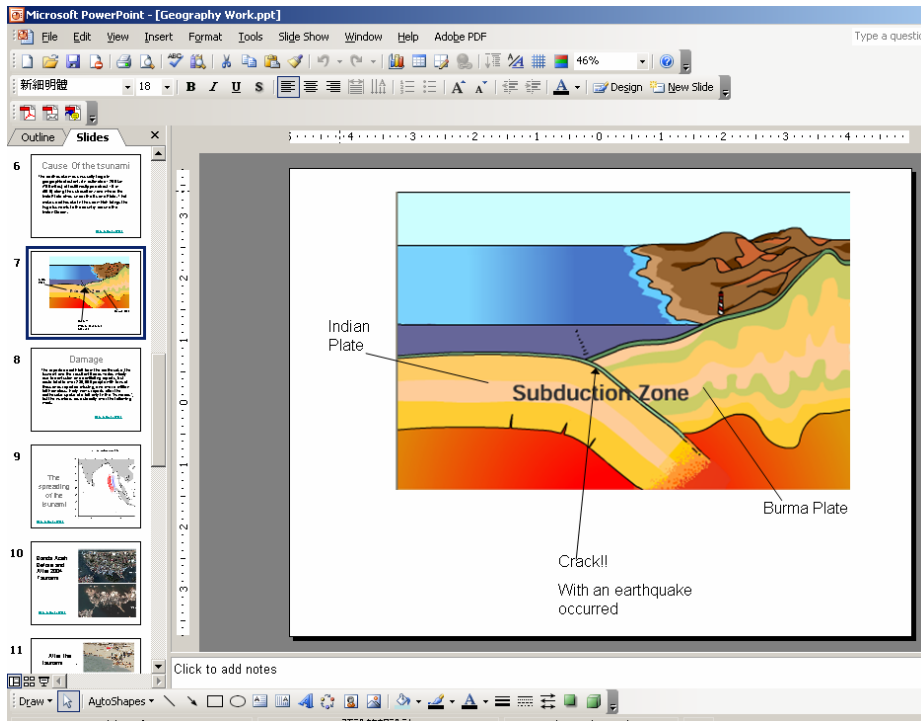 Microsoft PowerPoint - [Geography Work.ppt]
File Edit View Insert Format Tools Slide Show Window Help Adobe PDF
Type a questio
46%
新細明體 18 B I U S A A A Design New Slide
Outline Slides
6
Cause Of the tsunami
7
8
Damage
9
The
spreading
of the
tsunami
10
Banda Aceh
Before and
After 2004
Tsunami
11
After the
tsunami
Indian
Plate
Subduction Zone
Burma Plate
Crack!!
With an earthquake
occurred
Click to add notes
Draw AutoShapes